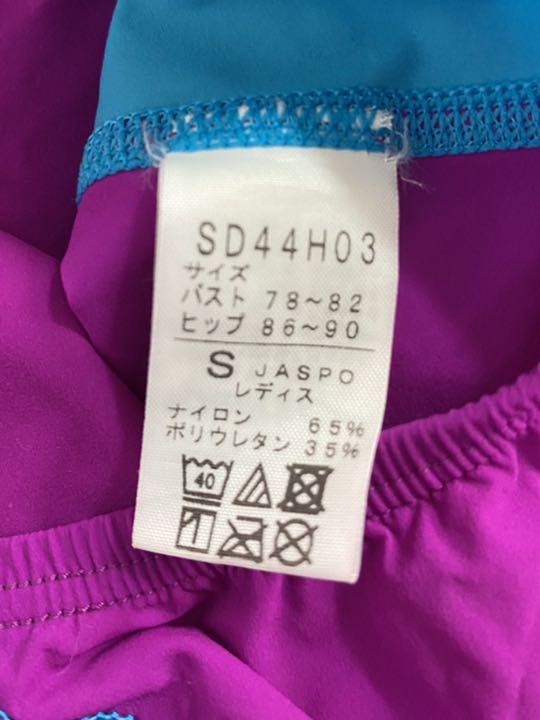 SD44H03
サイズ
バスト 78～82
ヒップ 86～90
S JASPO
レディス
ナイロン 65%
ポリウレタン 35%
40